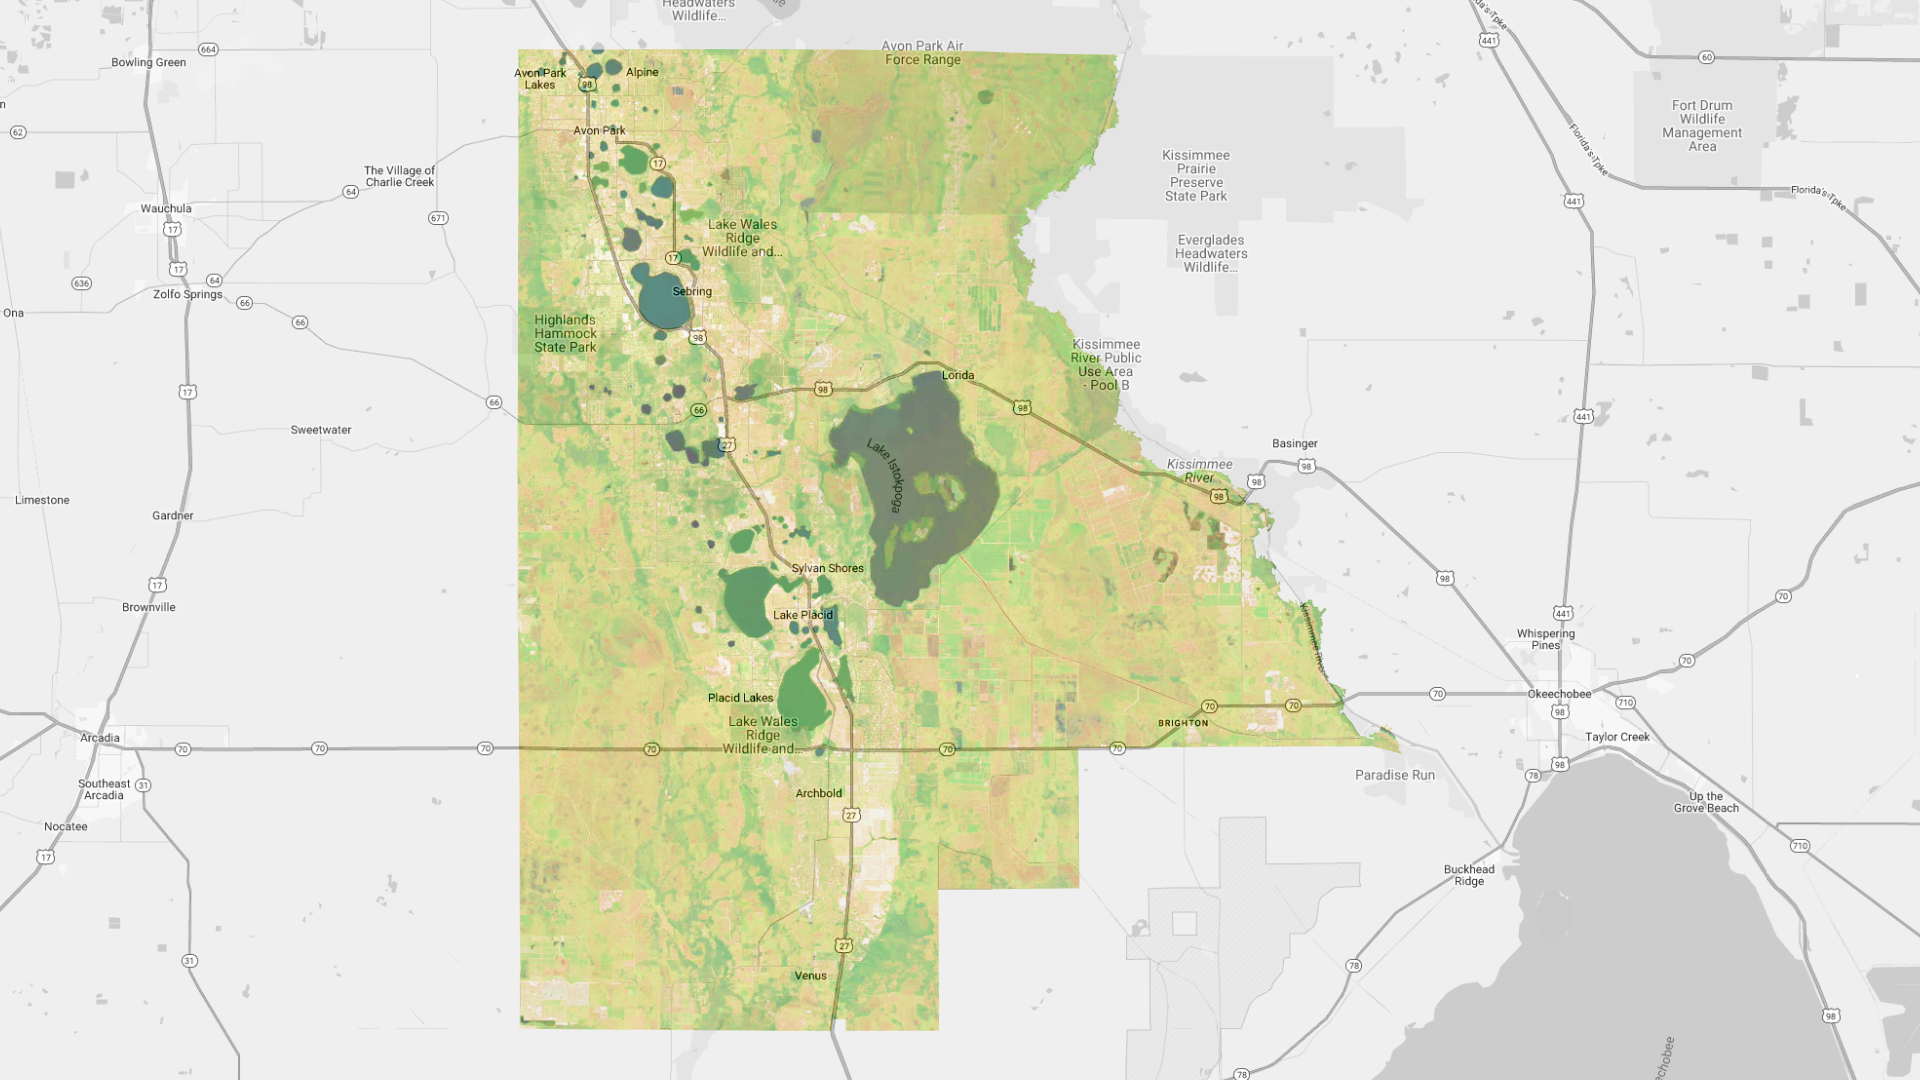 Headwaters
Wildlife...
da's-Tpke
441
664
Bowling Green
Avon Park Air
Force Range
60
Avon Park
Lakes
98
Alpine
Fort Drum
Wildlife
Management
Area
n
62
Avon Park
Florida's-Tpke
17
The Village of
Charlie Creek
64
Kissimmee
Prairie
Preserve
State Park
Florida's-Tpke
Wauchula
17
671
441
Lake Wales
Ridge
Wildlife and...
Everglades
Headwaters
Wildlife...
17
17
636
64
Zolfo Springs
66
Sebring
Ona
66
Highlands
Hammock
State Park
98
Kissimmee
River Public
Use Area
- Pool B
Lorida
17
66
98
66
98
441
Sweetwater
27
Basinger
Lake Istokpoga
Kissimmee
River
98
98
98
Limestone
Gardner
Sylvan Shores
98
17
70
Brownville
Lake Placid
441
Kissimmee River
Whispering
Pines
70
Placid Lakes
70
Okeechobee
70
70
710
98
Lake Wales
Ridge
Wildlife and...
BRIGHTON
Arcadia
70
70
70
70
70
70
Taylor Creek
98
78
Paradise Run
Southeast
Arcadia
31
Archbold
Up the
Grove Beach
27
Nocatee
17
710
Buckhead
Ridge
27
31
78
Venus
98
echobee
78